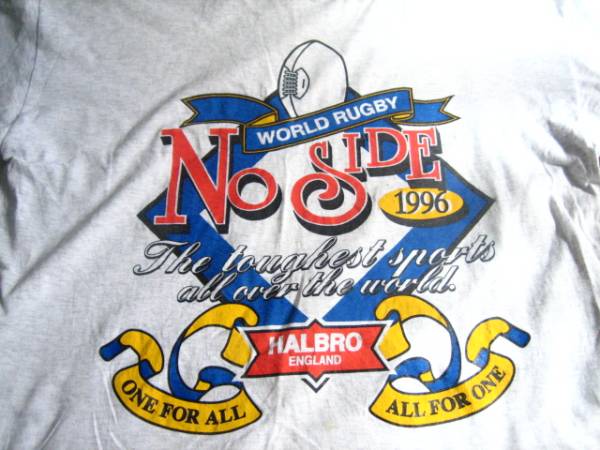 WORLD RUGBY
NO SIDE
1996
The toughest sports
all over the world.
HALBRO
ENGLAND
ONE FOR ALL
ALL FOR ONE